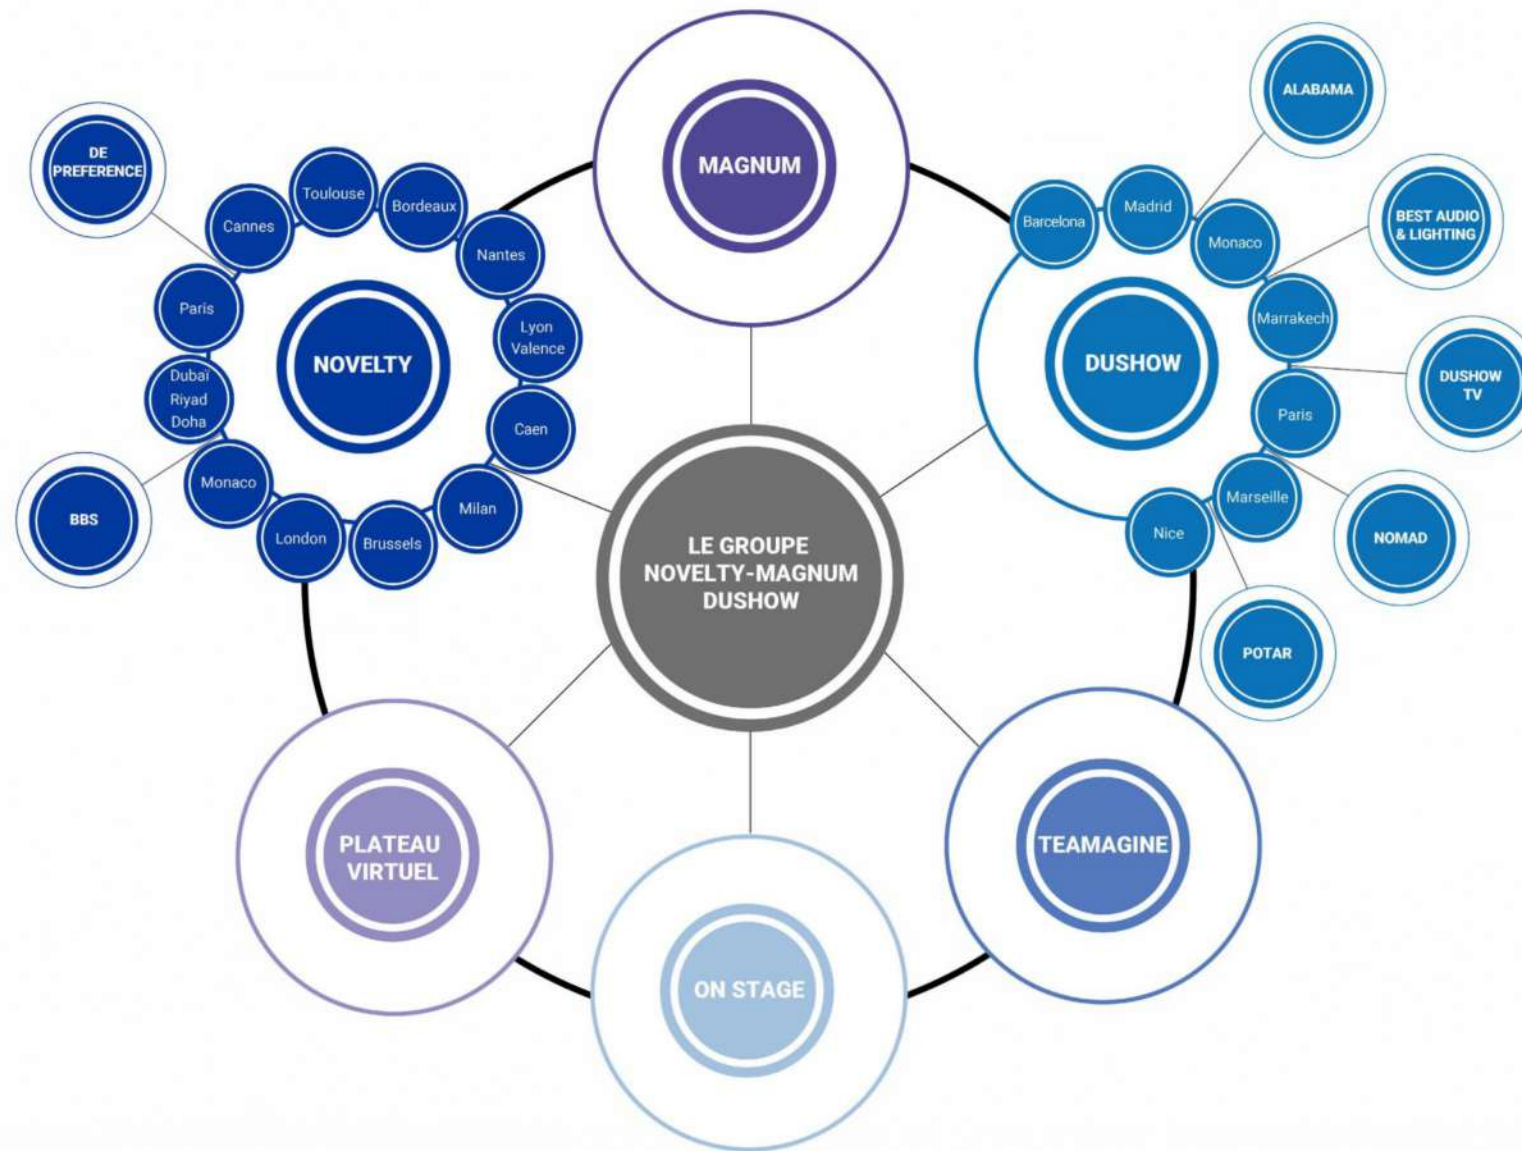 MAGNUM
ALABAMA
DE
PREFERENCE
Toulouse
Bordeaux
Cannes
Nantes
Paris
Lyon
Valence
NOVELTY
Dubaï
Riyad
Doha
Caen
Monaco
Milan
London
Brussels
BBS
Barcelona
Madrid
Monaco
BEST AUDIO
& LIGHTING
Marrakech
DUSHOW
DUSHOW
TV
Paris
Marseille
Nice
NOMAD
POTAR
LE GROUPE
NOVELTY-MAGNUM
DUSHOW
PLATEAU
VIRTUEL
TEAMAGINE
ON STAGE